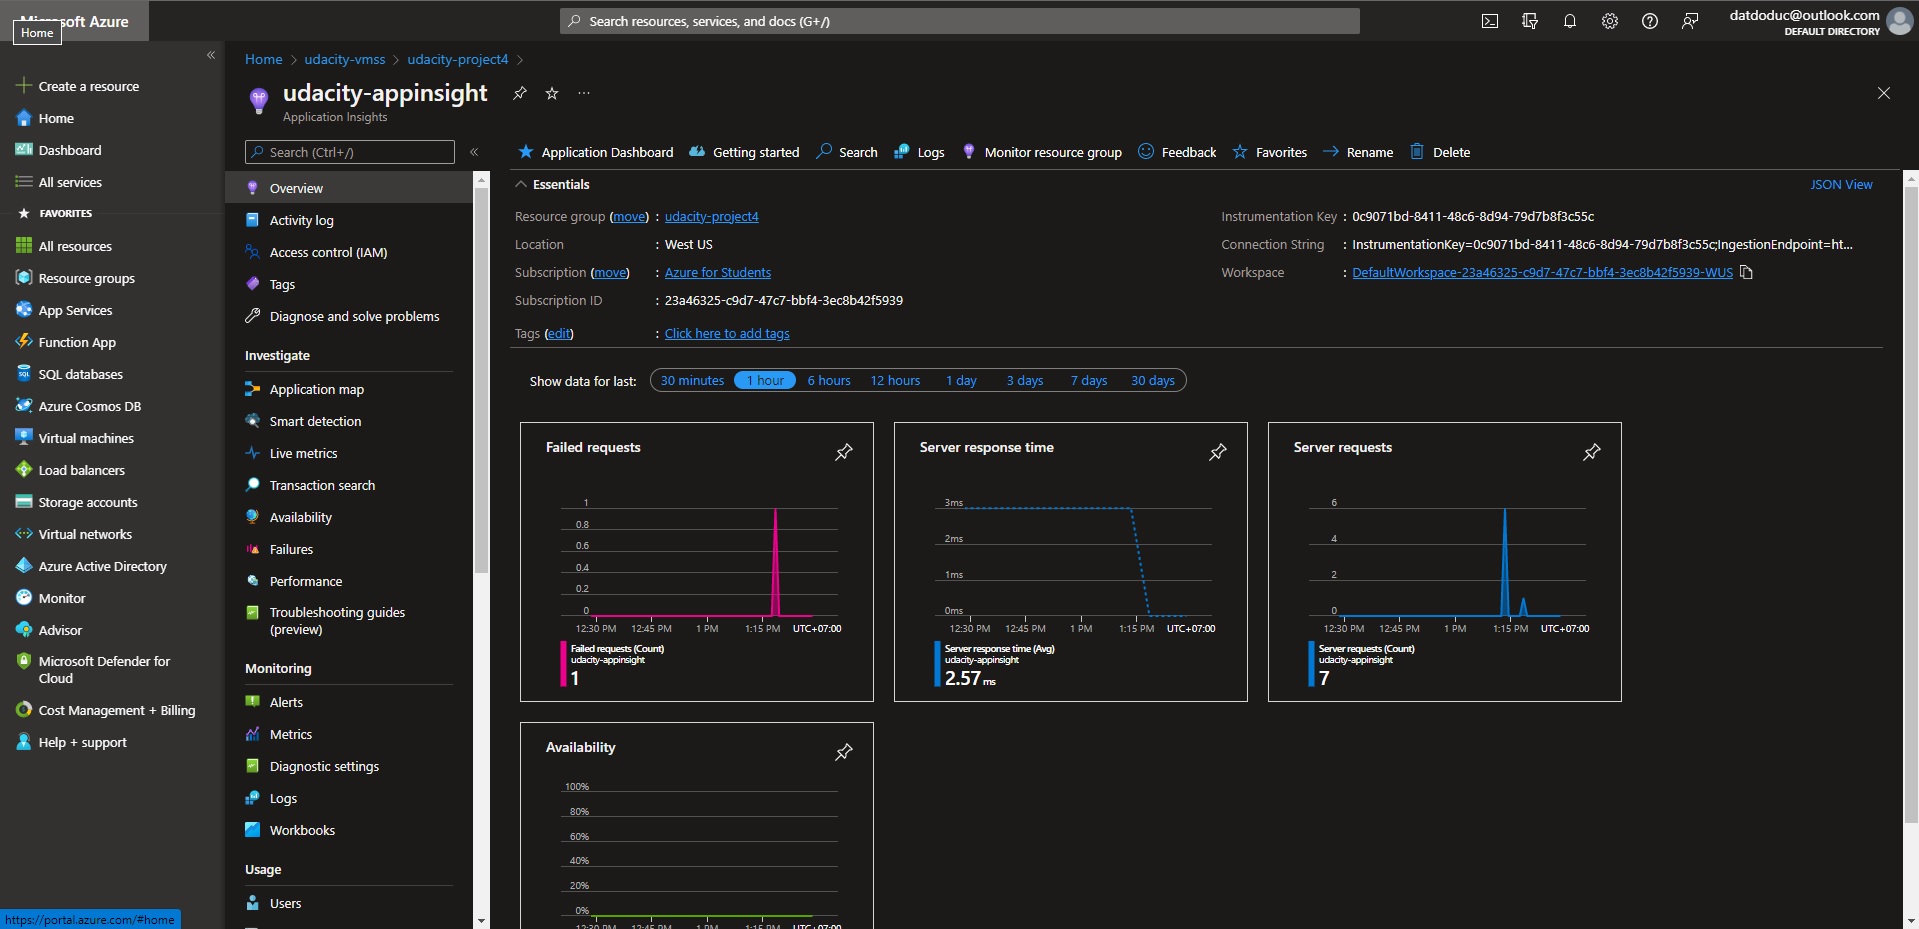 Microsoft Azure
Home
Search resources, services, and docs (G+/)
datdoduc@outlook.com
DEFAULT DIRECTORY
«
Create a resource
Home
Dashboard
All services
FAVORITES
All resources
Resource groups
App Services
Function App
SQL databases
Azure Cosmos DB
Virtual machines
Load balancers
Storage accounts
Virtual networks
Azure Active Directory
Monitor
Advisor
Microsoft Defender for
Cloud
Cost Management + Billing
Help + support
https://portal.azure.com/#home
Home > udacity-vmss > udacity-project4 >
udacity-appinsight
Application Insights
Search (Ctrl+/)
«
Overview
Activity log
Access control (IAM)
Tags
Diagnose and solve problems
Investigate
Application map
Smart detection
Live metrics
Transaction search
Availability
Failures
Performance
Troubleshooting guides
(preview)
Monitoring
Alerts
Metrics
Diagnostic settings
Logs
Workbooks
Usage
Users
Application Dashboard Getting started Search Logs Monitor resource group Feedback Favorites Rename Delete
Essentials
JSON View
Resource group (move) : udacity-project4
Location : West US
Subscription (move) : Azure for Students
Subscription ID : 23a46325-c9d7-47c7-bbf4-3ec8b42f5939
Tags (edit) : Click here to add tags
Instrumentation Key : 0c9071bd-8411-48c6-8d94-79d7b8f3c55c
Connection String : InstrumentationKey=0c9071bd-8411-48c6-8d94-79d7b8f3c55c;IngestionEndpoint=ht...
Workspace : DefaultWorkspace-23a46325-c9d7-47c7-bbf4-3ec8b42f5939-WUS
Show data for last: 30 minutes 1 hour 6 hours 12 hours 1 day 3 days 7 days 30 days
Failed requests
1
0.8
0.6
0.4
0.2
0
12:30 PM 12:45 PM 1 PM 1:15 PM UTC+07:00
Failed requests (Count)
udacity-appinsight
1
Server response time
3ms
2ms
1ms
0ms
12:30 PM 12:45 PM 1 PM 1:15 PM UTC+07:00
Server response time (Avg)
udacity-appinsight
2.57 ms
Server requests
6
4
2
0
12:30 PM 12:45 PM 1 PM 1:15 PM UTC+07:00
Server requests (Count)
udacity-appinsight
7
Availability
100%
80%
60%
40%
20%
0%
12:30 PM 12:45 PM 1 PM 1:15 PM UTC+07:00